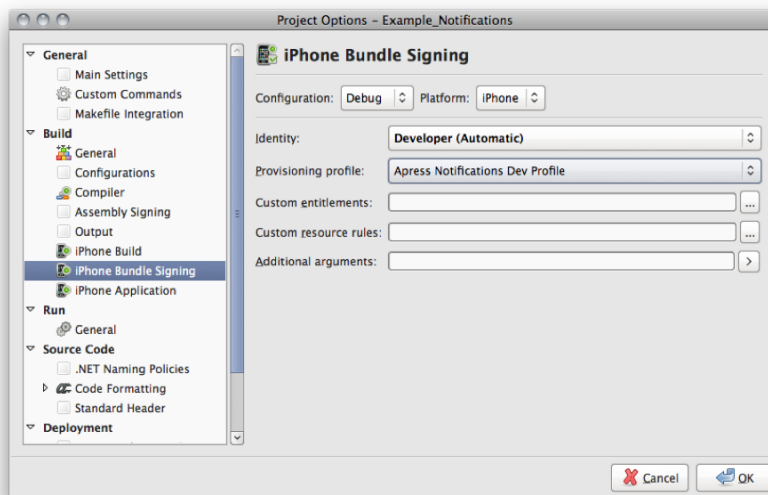 Project Options – Example_Notifications
General
Main Settings
Custom Commands
Makefile Integration
Build
General
Configurations
Compiler
Assembly Signing
Output
iPhone Build
iPhone Bundle Signing
iPhone Application
Run
General
Source Code
.NET Naming Policies
Code Formatting
Standard Header
Deployment
iPhone Bundle Signing
Configuration: Debug Platform: iPhone
Identity: Developer (Automatic)
Provisioning profile: Apress Notifications Dev Profile
Custom entitlements: ...
Custom resource rules: ...
Additional arguments: >
Cancel OK